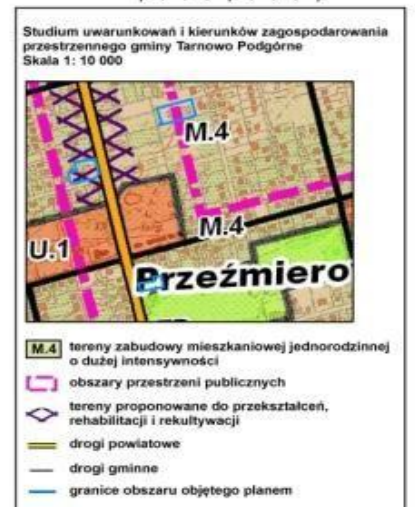 Studium uwarunkowań i kierunków zagospodarowania
przestrzennego gminy Tarnowo Podgórne
Skala 1: 10 000
M.4
M.4
U.1
Przeźmiero
M.4 tereny zabudowy mieszkaniowej jednorodzinnej
o dużej intensywności
obszary przestrzeni publicznych
tereny proponowane do przekształceń,
rehabilitacji i rekultywacji
drogi powiatowe
drogi gminne
granice obszaru objętego planem